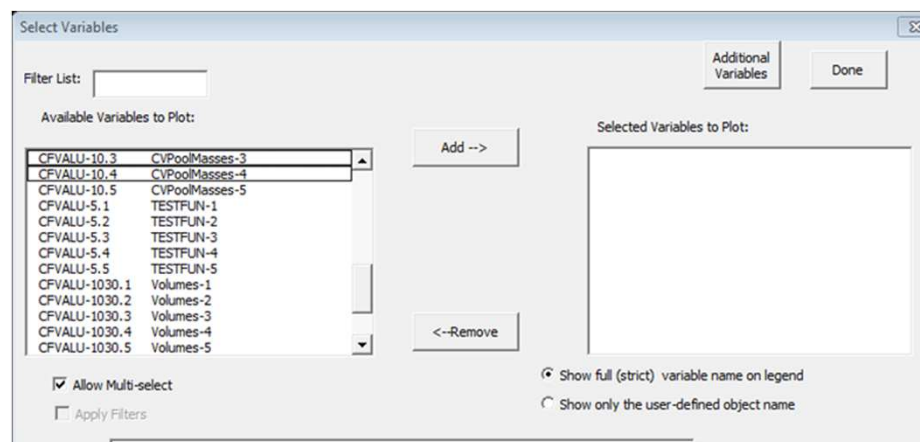 Select Variables
Additional
Variables
Done
Filter List:
Available Variables to Plot:
Selected Variables to Plot:
Add -->
CFVALU-10.3 CVPoolMasses-3
CFVALU-10.4 CVPoolMasses-4
CFVALU-10.5 CVPoolMasses-5
CFVALU-5.1 TESTFUN-1
CFVALU-5.2 TESTFUN-2
CFVALU-5.3 TESTFUN-3
CFVALU-5.4 TESTFUN-4
CFVALU-5.5 TESTFUN-5
CFVALU-1030.1 Volumes-1
CFVALU-1030.2 Volumes-2
CFVALU-1030.3 Volumes-3
CFVALU-1030.4 Volumes-4
CFVALU-1030.5 Volumes-5
<--Remove
Allow Multi-select
Apply Filters
Show full (strict) variable name on legend
Show only the user-defined object name